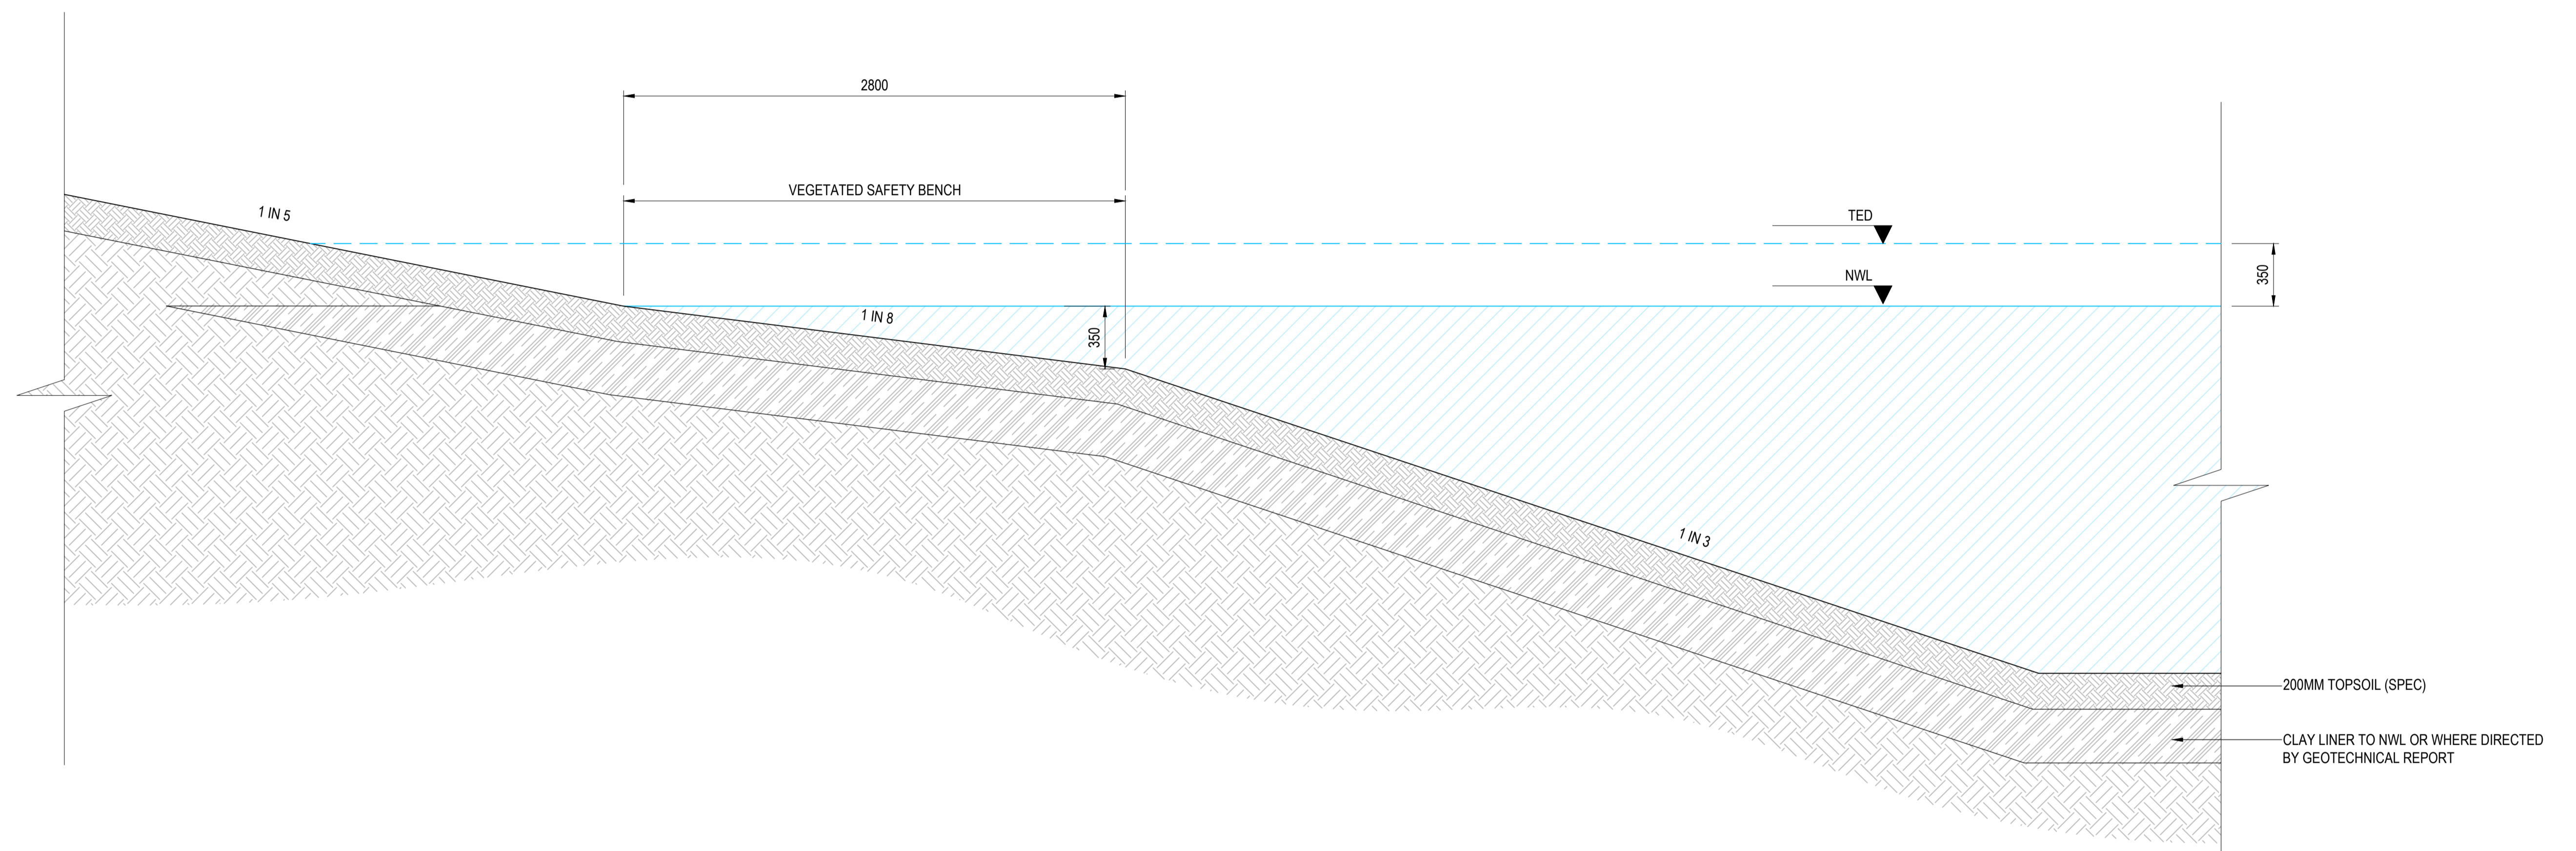 2800
VEGETATED SAFETY BENCH
1 IN 5
TED
NWL
350
1 IN 8
350
1 IN 3
200MM TOPSOIL (SPEC)
CLAY LINER TO NWL OR WHERE DIRECTED
BY GEOTECHNICAL REPORT